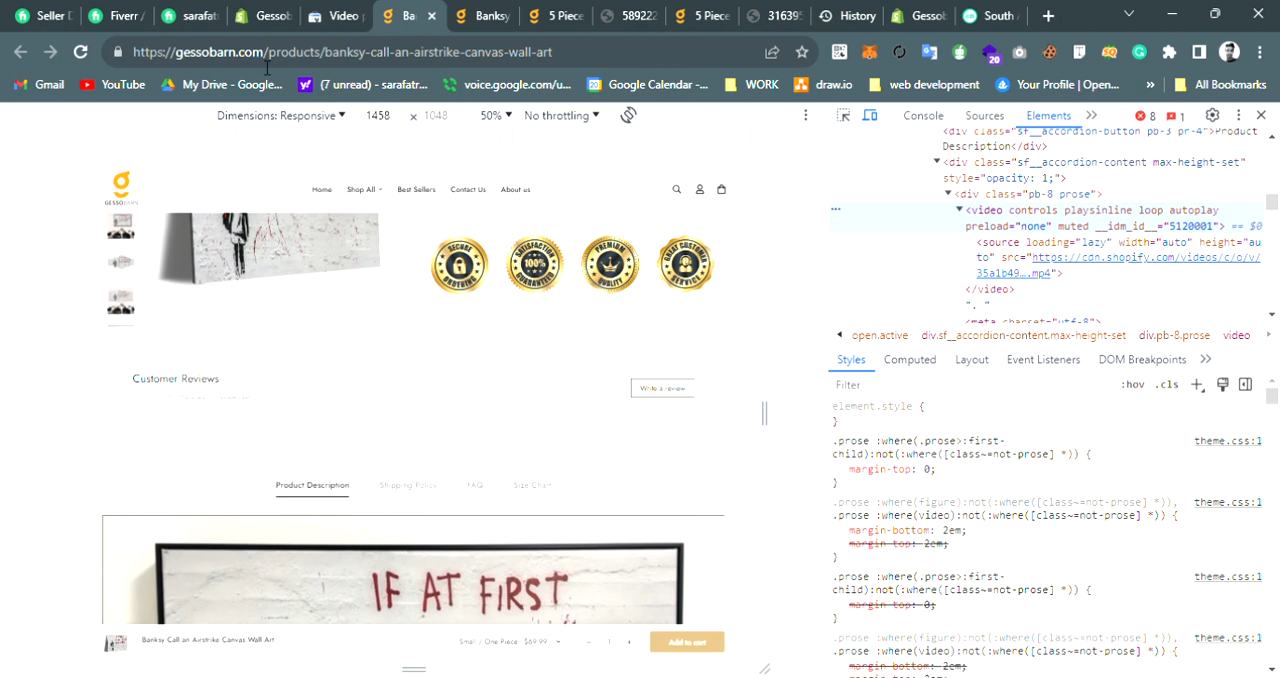 Seller D
Fiverr /
sarafat
Gessob
Video p
Ba
Banksy
5 Piece
589222
5 Piece
316395
History
Gessob
South A
https://gessobarn.com/products/banksy-call-an-airstrike-canvas-wall-art
20
Gmail
YouTube
My Drive - Google...
(7 unread) - sarafatr...
voice.google.com/u...
Google Calendar -...
WORK
draw.io
web development
Your Profile | Open...
»
All Bookmarks
Dimensions: Responsive
1458 × 1048
50%
No throttling
GESSOBARN
Home
Shop All
Best Sellers
Contact Us
About us
SECURE ORDERING
SATISFACTION 100% GUARANTEED
PREMIUM QUALITY
GREAT CUSTOMER SERVICE
Customer Reviews
Write a review
Product Description
Shipping Policy
FAQ
Size Chart
IF AT FIRST
Banksy Call an Airstrike Canvas Wall Art
Small / One Piece $69.99
− 1 +
Add to cart
Console
Sources
Elements
»
8
1
<div class="sf__accordion-button pb-3 pr-4">Product
Description</div>
<div class="sf__accordion-content max-height-set"
style="opacity: 1;">
<div class="pb-8 prose">
<video controls playsinline loop autoplay
preload="none" muted __idm_id__="5120001"> == $0
<source loading="lazy" width="auto" height="au
to" src="https://cdn.shopify.com/videos/c/o/v/
35a1b49….mp4">
</video>
". "
<meta charset="utf-8">
open.active
div.sf__accordion-content.max-height-set
div.pb-8.prose
video
Styles
Computed
Layout
Event Listeners
DOM Breakpoints
»
Filter
:hov .cls
element.style {
}
.prose :where(.prose>:first-
theme.css:1
child):not(:where([class~=not-prose] *)) {
margin-top: 0;
}
.prose :where(figure):not(:where([class~=not-prose] *)),
theme.css:1
.prose :where(video):not(:where([class~=not-prose] *)) {
margin-bottom: 2em;
margin-top: 2em;
}
.prose :where(.prose>:first-
theme.css:1
child):not(:where([class~=not-prose] *)) {
margin-top: 0;
}
.prose :where(figure):not(:where([class~=not-prose] *)),
theme.css:1
.prose :where(video):not(:where([class~=not-prose] *)) {
margin-bottom: 2em;